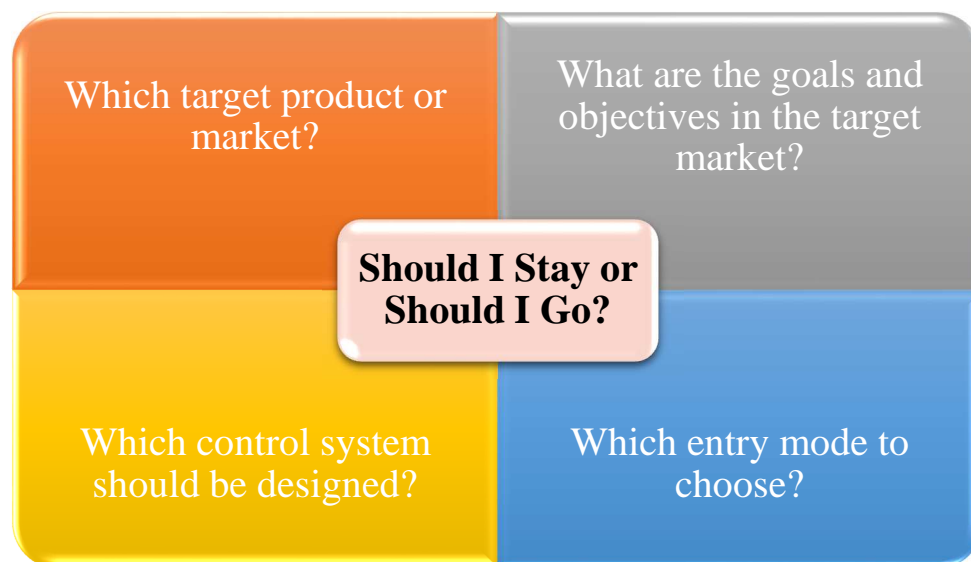 Which target product or
market?
What are the goals and
objectives in the target
market?
Should I Stay or
Should I Go?
Which control system
should be designed?
Which entry mode to
choose?